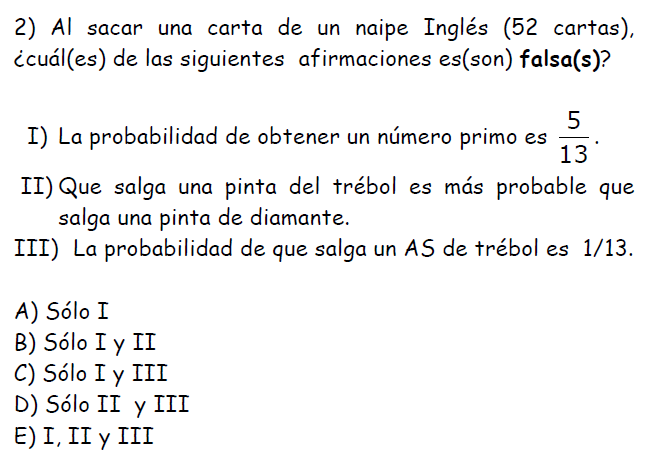 2) Al sacar una carta de un naipe Inglés (52 cartas),
¿cuál(es) de las siguientes afirmaciones es(son) falsa(s)?
I) La probabilidad de obtener un número primo es 5/13.
II) Que salga una pinta del trébol es más probable que
salga una pinta de diamante.
III) La probabilidad de que salga un AS de trébol es 1/13.
A) Sólo I
B) Sólo I y II
C) Sólo I y III
D) Sólo II y III
E) I, II y III